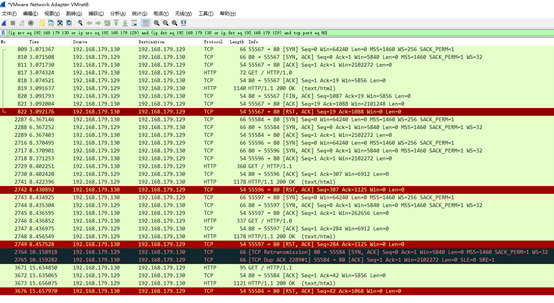 *VMware Network Adapter VMnet8
文件(F) 编辑(E) 视图(V) 跳转(G) 捕获(C) 分析(A) 统计(S) 电话(Y) 无线(W) 工具(T) 帮助(H)
(ip src eq 192.168.179.130 or ip src eq 192.168.179.129) and (ip dst eq 192.168.179.130 or ip dst eq 192.168.179.129) and tcp port eq 80
No Time Source Destination Protocol Length Info
809 3.071367 192.168.179.130 192.168.179.129 TCP 66 55567 → 80 [SYN] Seq=0 Win=64240 Len=0 MSS=1460 WS=256 SACK_PERM=1
810 3.071508 192.168.179.129 192.168.179.130 TCP 66 80 → 55567 [SYN, ACK] Seq=0 Ack=1 Win=5840 Len=0 MSS=1460 SACK_PERM=1 WS=32
811 3.071730 192.168.179.130 192.168.179.129 TCP 54 55567 → 80 [ACK] Seq=1 Ack=1 Win=2102272 Len=0
817 3.074324 192.168.179.130 192.168.179.129 HTTP 72 GET / HTTP/1.0
818 3.074521 192.168.179.129 192.168.179.130 TCP 54 80 → 55567 [ACK] Seq=1 Ack=19 Win=5856 Len=0
819 3.091637 192.168.179.129 192.168.179.130 HTTP 1140 HTTP/1.1 200 OK (text/html)
820 3.091793 192.168.179.129 192.168.179.130 TCP 54 80 → 55567 [FIN, ACK] Seq=1087 Ack=19 Win=5856 Len=0
821 3.092004 192.168.179.130 192.168.179.129 TCP 54 55567 → 80 [ACK] Seq=19 Ack=1088 Win=2101248 Len=0
822 3.092176 192.168.179.130 192.168.179.129 TCP 54 55567 → 80 [RST, ACK] Seq=19 Ack=1088 Win=0 Len=0
2287 6.367146 192.168.179.130 192.168.179.129 TCP 66 55584 → 80 [SYN] Seq=0 Win=64240 Len=0 MSS=1460 WS=256 SACK_PERM=1
2288 6.367252 192.168.179.129 192.168.179.130 TCP 66 80 → 55584 [SYN, ACK] Seq=0 Ack=1 Win=5840 Len=0 MSS=1460 SACK_PERM=1 WS=32
2289 6.367403 192.168.179.130 192.168.179.129 TCP 54 55584 → 80 [ACK] Seq=1 Ack=1 Win=2102272 Len=0
2716 8.370495 192.168.179.130 192.168.179.129 TCP 66 55596 → 80 [SYN] Seq=0 Win=64240 Len=0 MSS=1460 WS=256 SACK_PERM=1
2717 8.370901 192.168.179.129 192.168.179.130 TCP 66 80 → 55596 [SYN, ACK] Seq=0 Ack=1 Win=5840 Len=0 MSS=1460 SACK_PERM=1 WS=32
2718 8.371253 192.168.179.130 192.168.179.129 TCP 54 55596 → 80 [ACK] Seq=1 Ack=1 Win=2102272 Len=0
2729 8.402251 192.168.179.130 192.168.179.129 HTTP 360 GET / HTTP/1.1
2730 8.402420 192.168.179.129 192.168.179.130 TCP 54 80 → 55596 [ACK] Seq=1 Ack=307 Win=6912 Len=0
2741 8.422396 192.168.179.129 192.168.179.130 HTTP 1178 HTTP/1.1 200 OK (text/html)
2742 8.430892 192.168.179.130 192.168.179.129 TCP 54 55596 → 80 [RST, ACK] Seq=307 Ack=1125 Win=0 Len=0
2743 8.434925 192.168.179.130 192.168.179.129 TCP 66 55597 → 80 [SYN] Seq=0 Win=64240 Len=0 MSS=1460 WS=256 SACK_PERM=1
2744 8.435304 192.168.179.129 192.168.179.130 TCP 66 80 → 55597 [SYN, ACK] Seq=0 Ack=1 Win=5840 Len=0 MSS=1460 SACK_PERM=1 WS=32
2745 8.436595 192.168.179.130 192.168.179.129 TCP 54 55597 → 80 [ACK] Seq=1 Ack=1 Win=262656 Len=0
2746 8.436852 192.168.179.130 192.168.179.129 HTTP 337 GET / HTTP/1.1
2747 8.436975 192.168.179.129 192.168.179.130 TCP 54 80 → 55597 [ACK] Seq=1 Ack=284 Win=6912 Len=0
2748 8.456549 192.168.179.129 192.168.179.130 HTTP 1178 HTTP/1.1 200 OK (text/html)
2749 8.457528 192.168.179.130 192.168.179.129 TCP 54 55597 → 80 [RST, ACK] Seq=284 Ack=1125 Win=0 Len=0
2764 10.158918 192.168.179.129 192.168.179.130 TCP 66 [TCP Retransmission] 80 → 55584 [SYN, ACK] Seq=0 Ack=1 Win=5840 Len=0 MSS=1460 SACK_PERM=1 WS=32
2765 10.159282 192.168.179.130 192.168.179.129 TCP 66 [TCP Dup ACK 2289#1] 55584 → 80 [ACK] Seq=1 Ack=1 Win=2102272 Len=0 SLE=0 SRE=1
3671 15.634850 192.168.179.130 192.168.179.129 HTTP 95 GET / HTTP/1.1
3672 15.635065 192.168.179.129 192.168.179.130 TCP 54 80 → 55584 [ACK] Seq=1 Ack=42 Win=5856 Len=0
3673 15.656076 192.168.179.129 192.168.179.130 HTTP 1121 HTTP/1.1 200 OK (text/html)
3676 15.657970 192.168.179.130 192.168.179.129 TCP 54 55584 → 80 [RST, ACK] Seq=42 Ack=1068 Win=0 Len=0